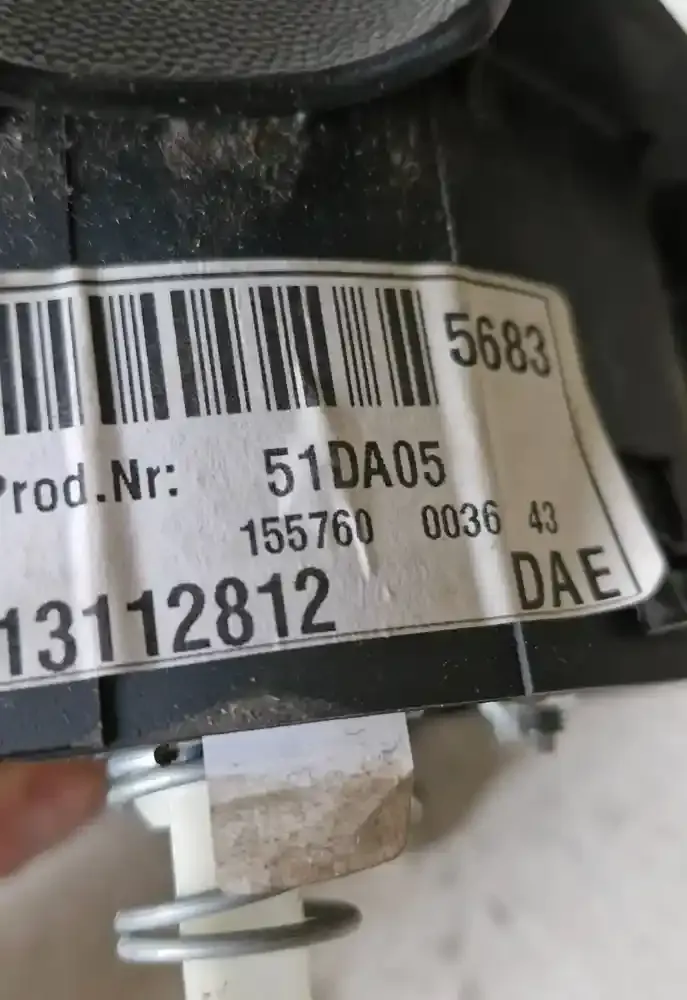 5683
Prod.Nr: 51DA05
155760 0036 43
13112812 DAE